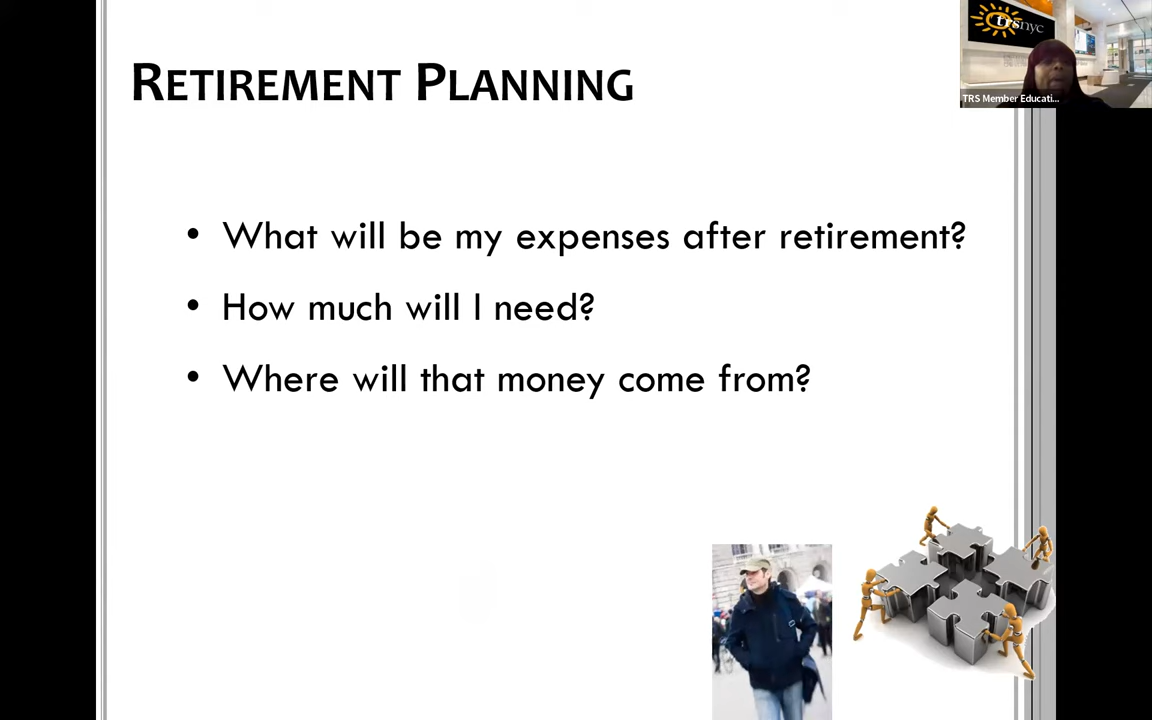 RETIREMENT PLANNING
trsnyc
TRS Member Educati...
• What will be my expenses after retirement?
• How much will I need?
• Where will that money come from?